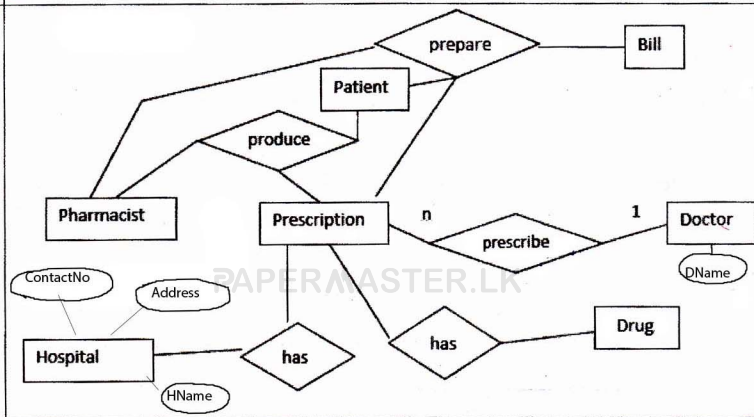 prepare
Bill
Patient
produce
Pharmacist
Prescription
n
1
Doctor
prescribe
DName
PAPERMASTER.LK
ContactNo
Address
Hospital
has
has
Drug
HName